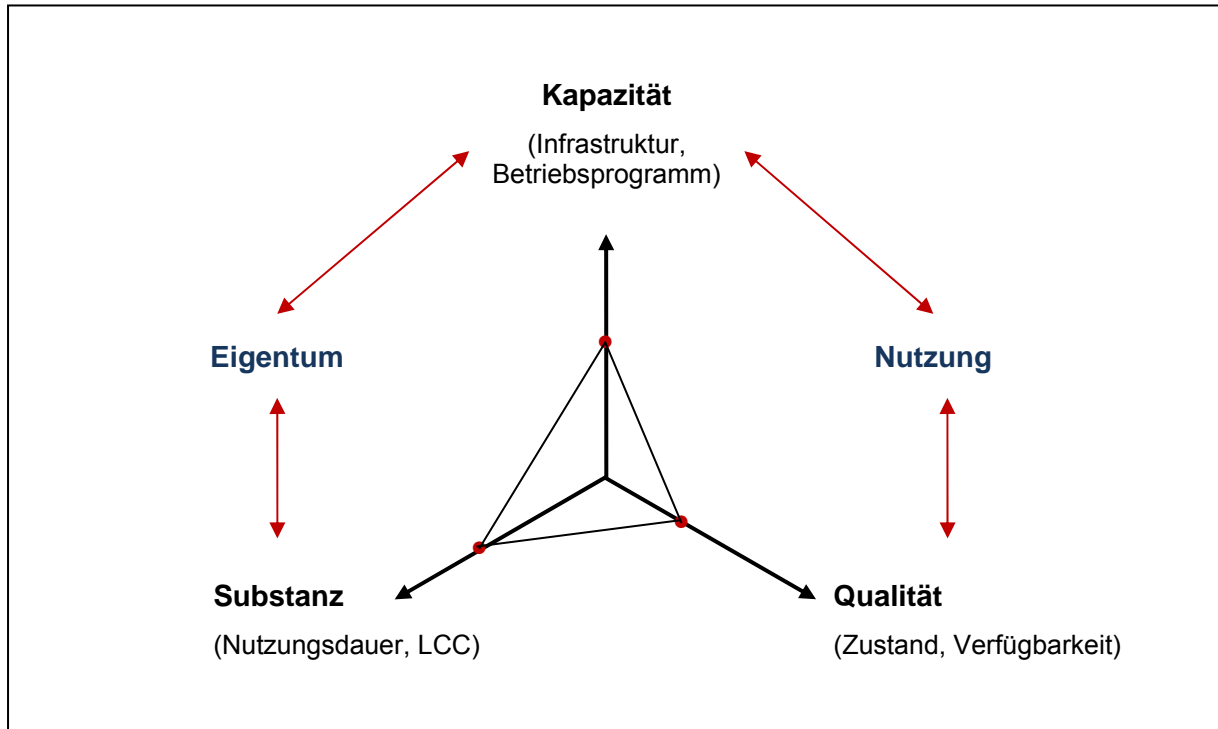 Kapazität
(Infrastruktur,
Betriebsprogramm)
Eigentum
Nutzung
Substanz
(Nutzungsdauer, LCC)
Qualität
(Zustand, Verfügbarkeit)